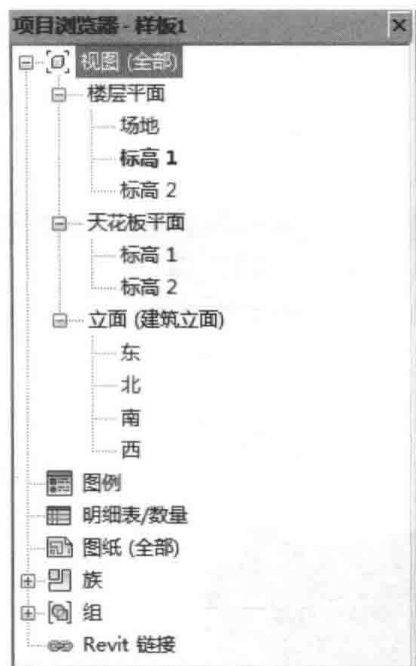 项目浏览器 - 样板1
视图 (全部)
楼层平面
场地
标高 1
标高 2
天花板平面
标高 1
标高 2
立面 (建筑立面)
东
北
南
西
图例
明细表/数量
图纸 (全部)
族
组
Revit 链接